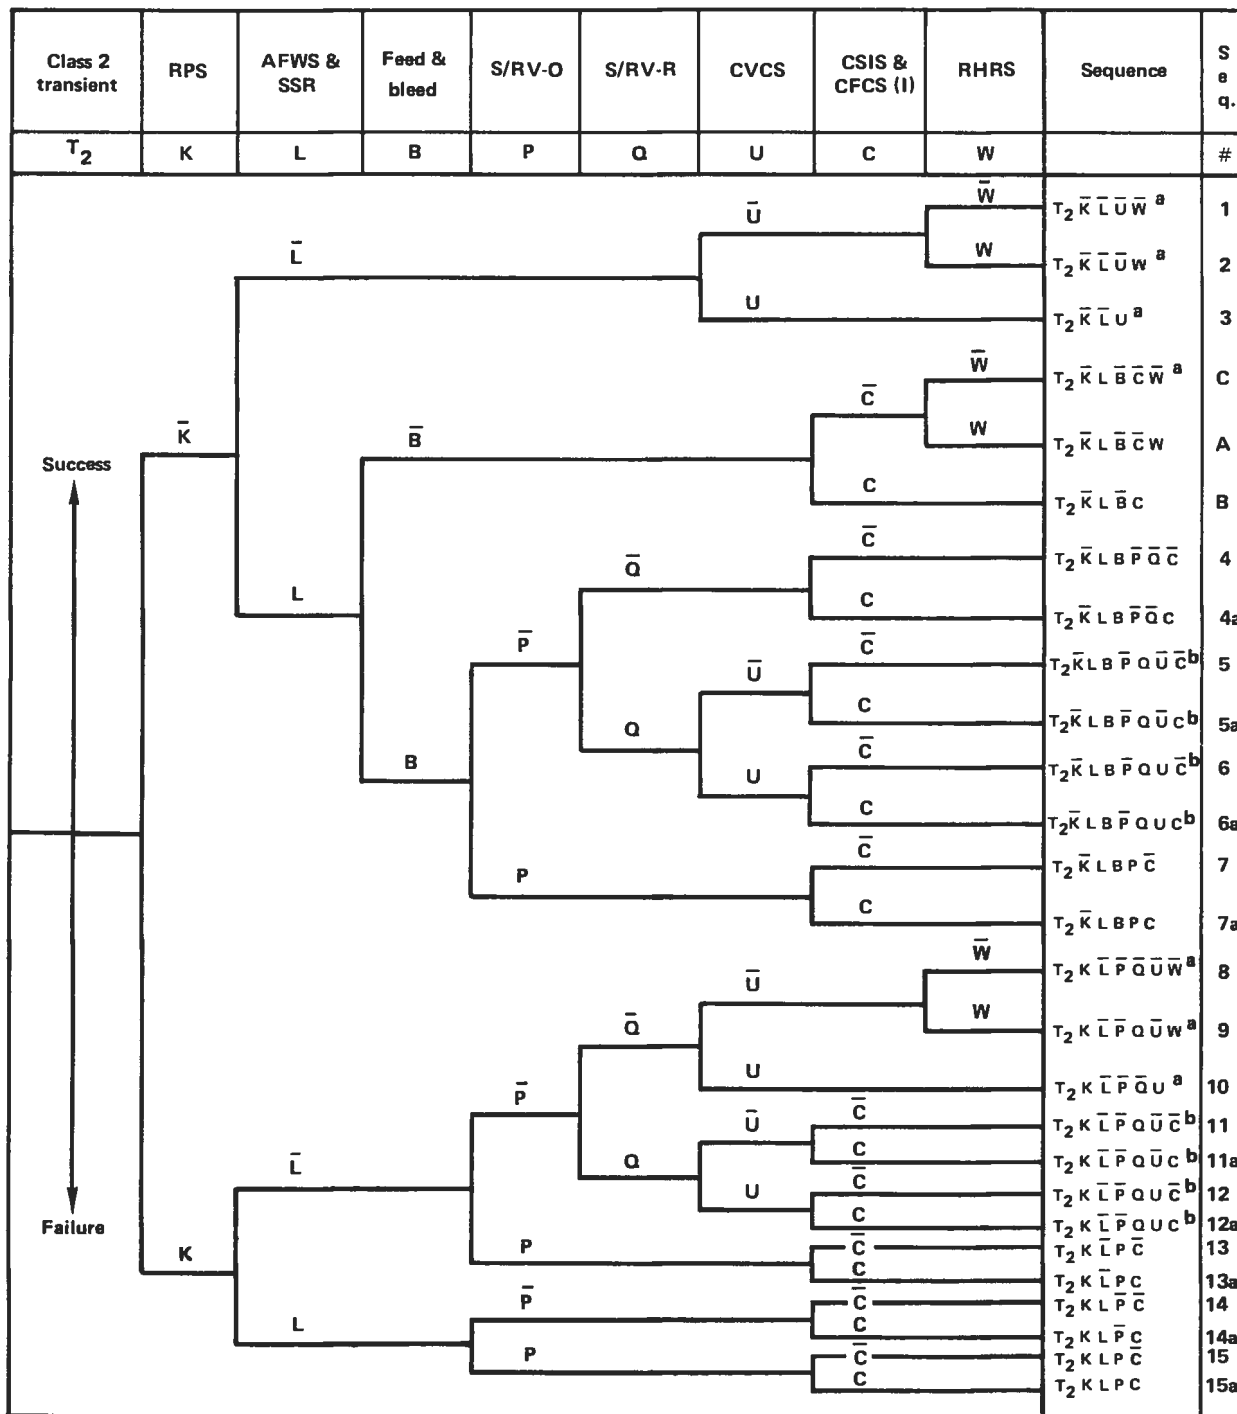 Class 2 transient
RPS
AFWS & SSR
Feed & bleed
S/RV-O
S/RV-R
CVCS
CSIS & CFCS (I)
RHRS
Sequence
Seq.
T₂ K L B P Q U C W #
W̄
T₂ K̄ L̄ Ū W̄ ᵃ 1
Ū
L̄
W
T₂ K̄ L̄ Ū W ᵃ 2
U
T₂ K̄ L̄ U ᵃ 3
W̄
T₂ K̄ L B̄ C̄ W̄ ᵃ C
C̄
K̄
B̄
W
T₂ K̄ L B̄ C̄ W A
Success
C
T₂ K̄ L B̄ C B
C̄
T₂ K̄ L B P̄ Q̄ C̄ 4
Q̄
L
C
T₂ K̄ L B P̄ Q̄ C 4a
P̄
C̄
T₂ K̄ L B P̄ Q Ū C̄ ᵇ 5
Ū
C
T₂ K̄ L B P̄ Q Ū C ᵇ 5a
Q
C̄
B
T₂ K̄ L B P̄ Q U C̄ ᵇ 6
U
C
T₂ K̄ L B P̄ Q U C ᵇ 6a
C̄
T₂ K̄ L B P C̄ 7
P
C
T₂ K̄ L B P C 7a
W̄
T₂ K L̄ P̄ Q̄ Ū W̄ ᵃ 8
Ū
W
Q̄
T₂ K L̄ P̄ Q Ū W ᵃ 9
U
P̄
T₂ K L̄ P̄ Q̄ U ᵃ 10
C̄
Ū
T₂ K L̄ P̄ Q Ū C̄ ᵇ 11
L̄
Q
C
T₂ K L̄ P̄ Q Ū C ᵇ 11a
C̄
U
T₂ K L̄ P̄ Q U C̄ ᵇ 12
Failure
C
T₂ K L̄ P̄ Q U C ᵇ 12a
K
P
C̄
T₂ K L̄ P C̄ 13
C
T₂ K L̄ P C 13a
P̄
C̄
T₂ K L P̄ C̄ 14
L
C
T₂ K L P̄ C 14a
P
C̄
T₂ K L P C̄ 15
C
T₂ K L P C 15a